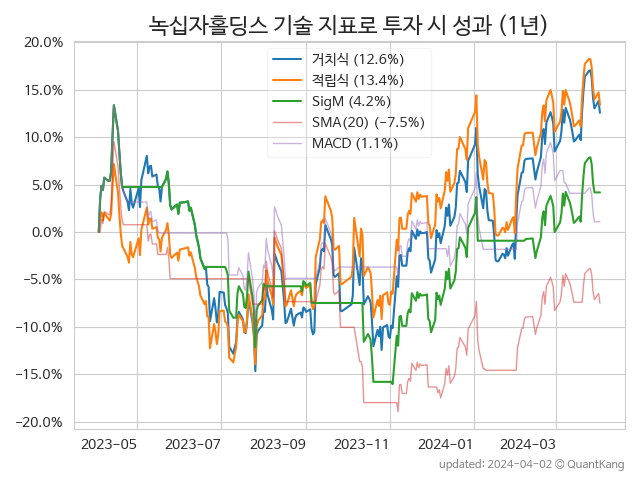 녹십자홀딩스 기술 지표로 투자 시 성과 (1년)
거치식 (12.6%)
적립식 (13.4%)
SigM (4.2%)
SMA(20) (−7.5%)
MACD (1.1%)
20.0%
15.0%
10.0%
5.0%
0.0%
−5.0%
−10.0%
−15.0%
−20.0%
2023-05 2023-07 2023-09 2023-11 2024-01 2024-03
updated: 2024-04-02 © QuantKang